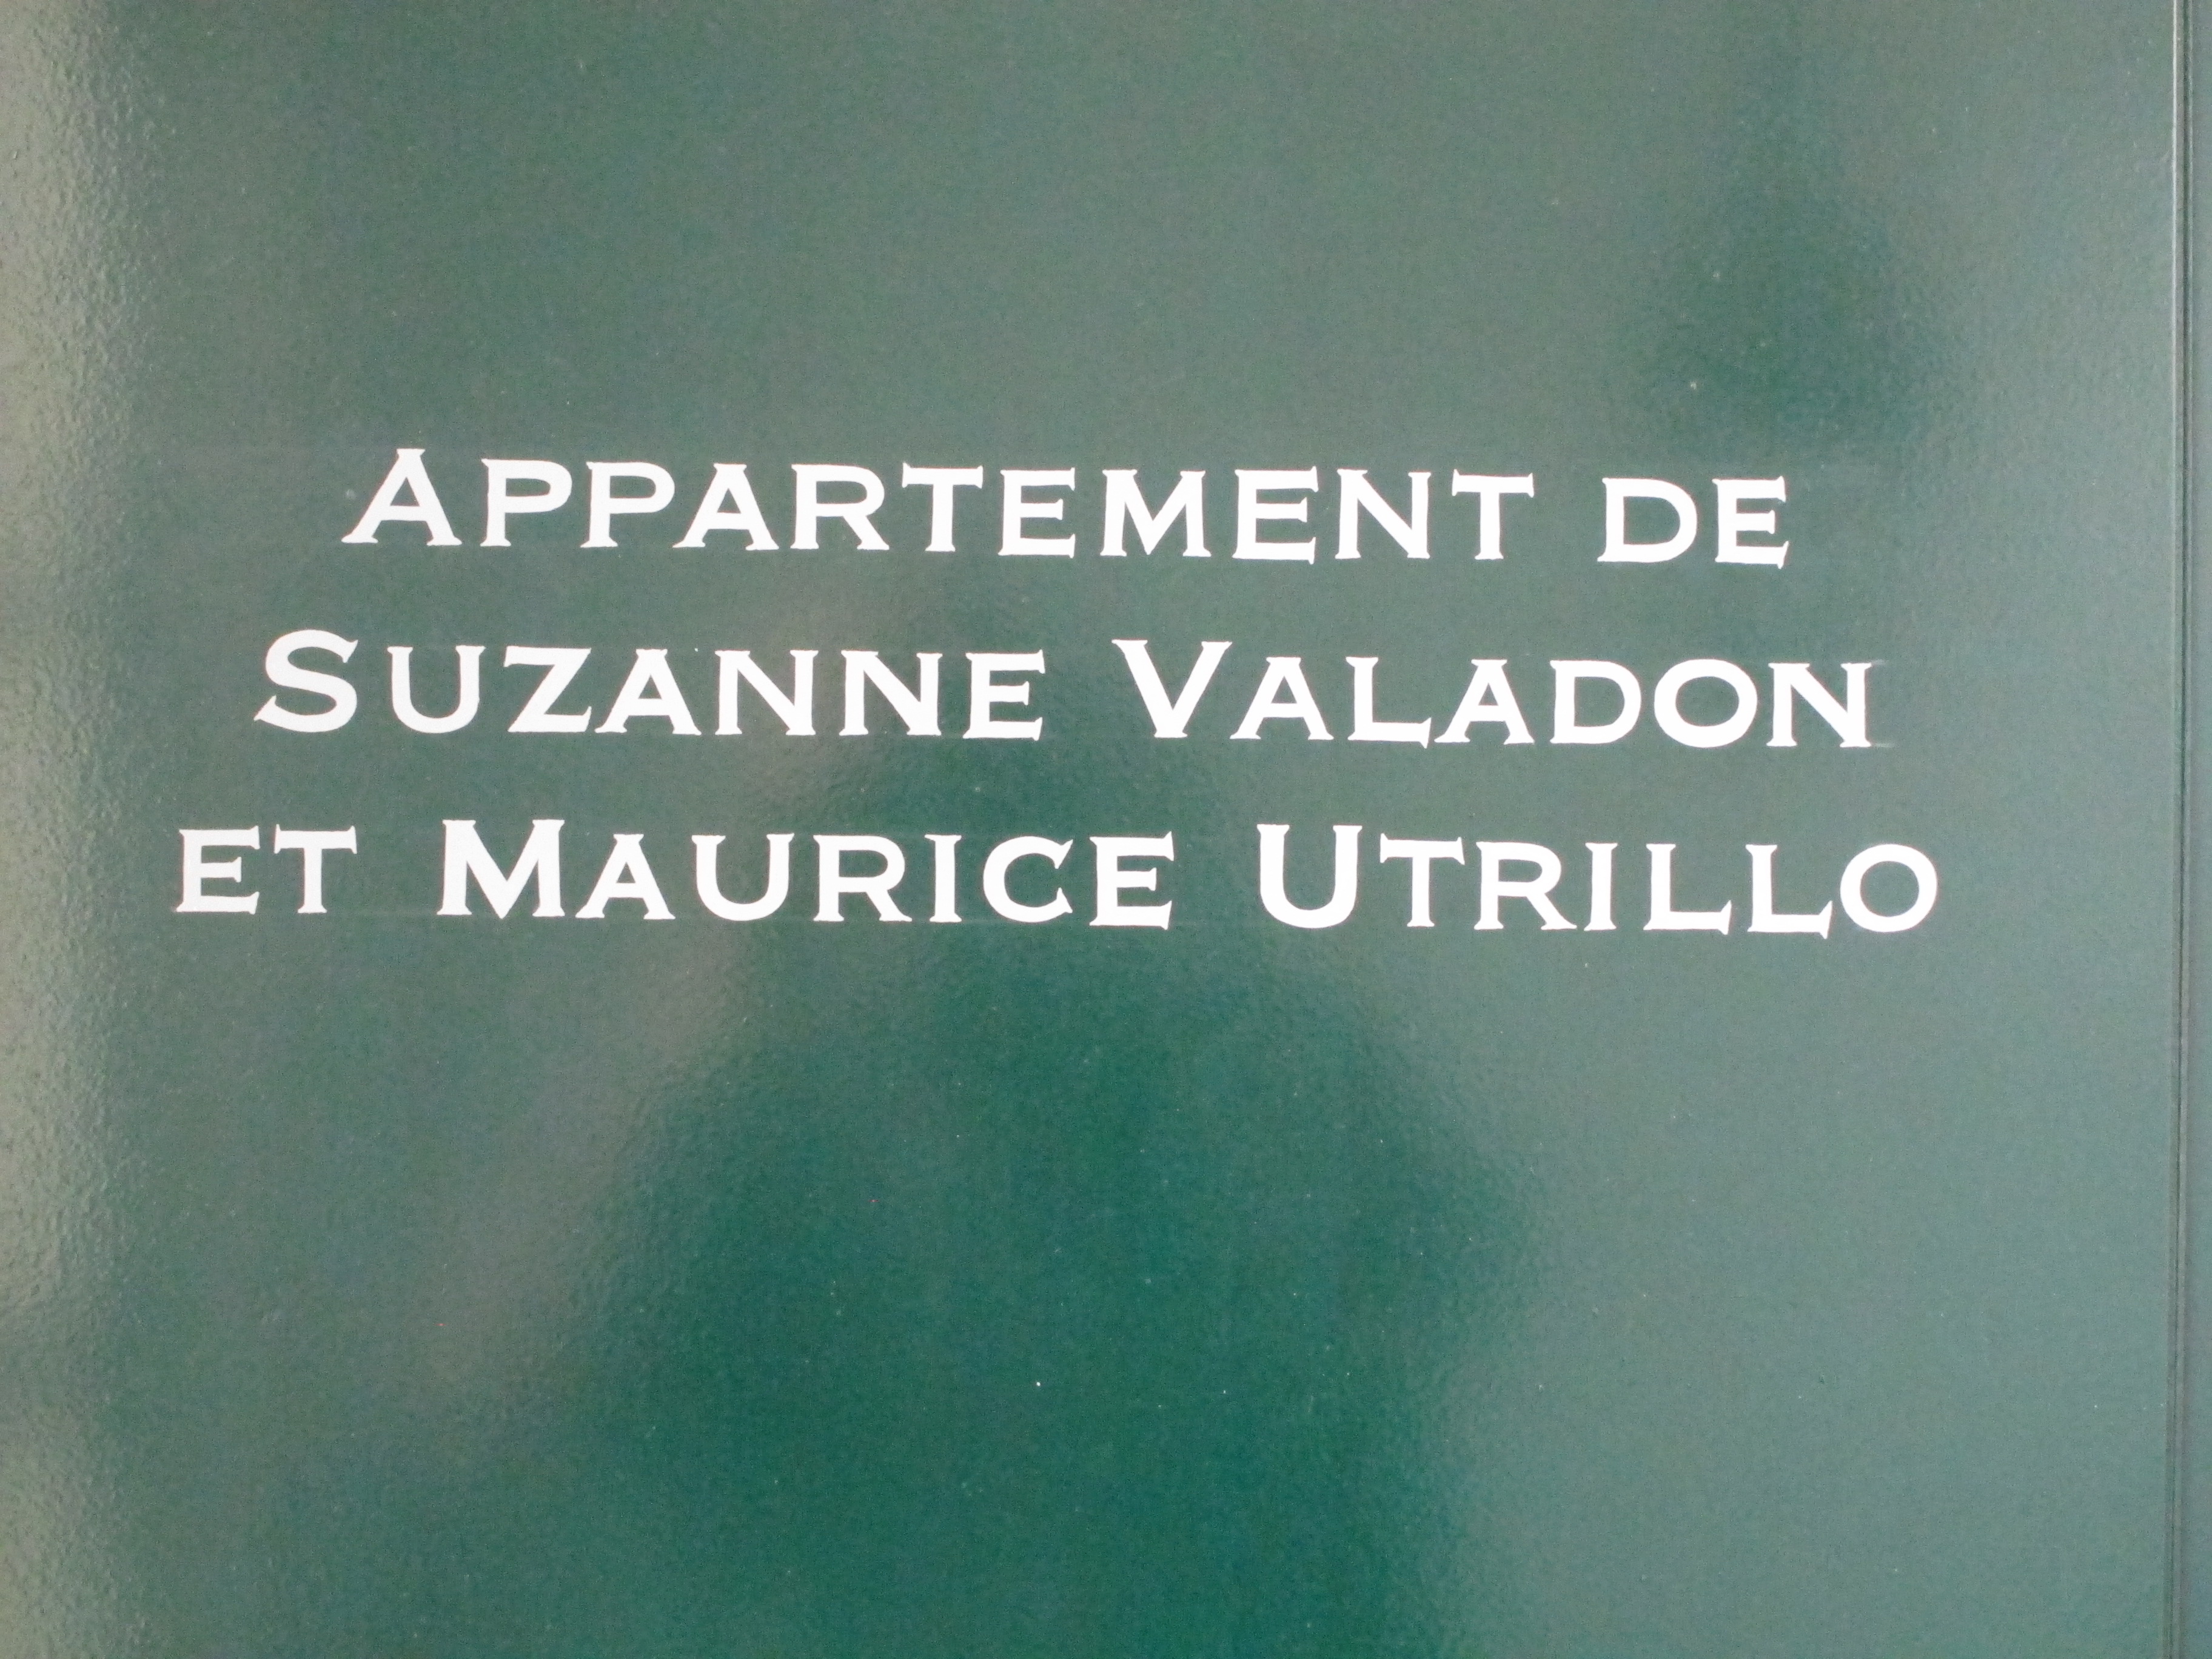 APPARTEMENT DE
SUZANNE VALADON
ET MAURICE UTRILLO